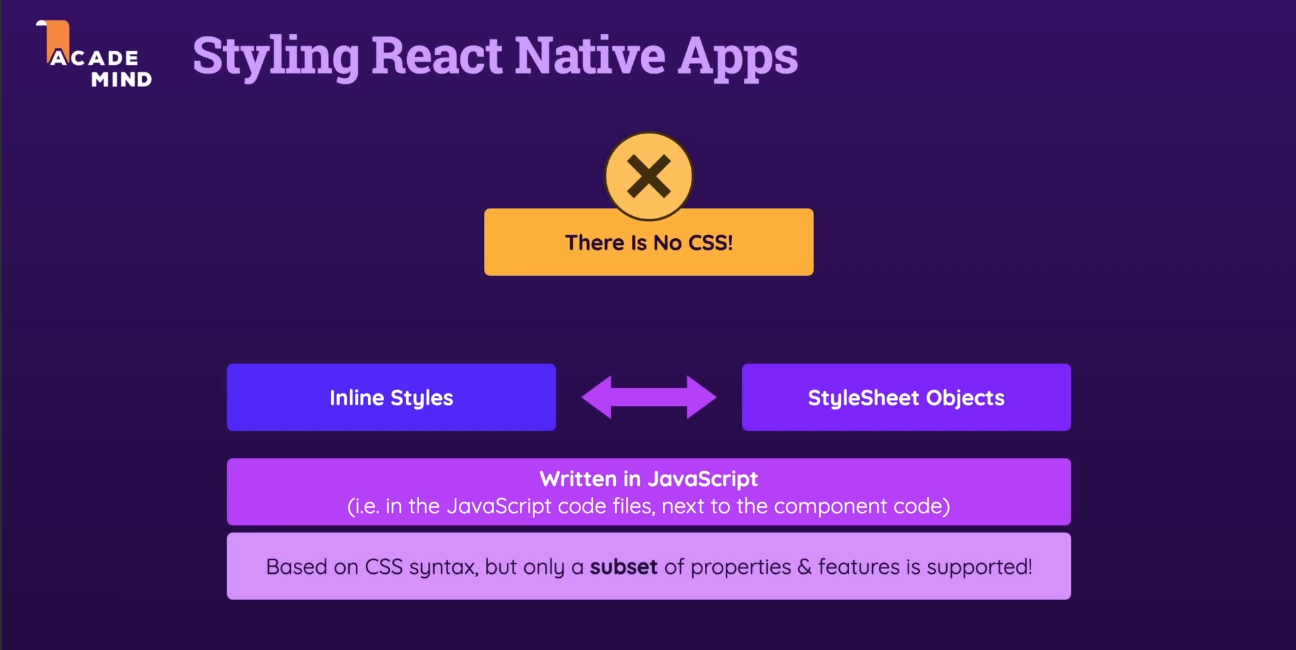 ACADE
MIND
Styling React Native Apps
There Is No CSS!
Inline Styles
StyleSheet Objects
Written in JavaScript
(i.e. in the JavaScript code files, next to the component code)
Based on CSS syntax, but only a subset of properties & features is supported!